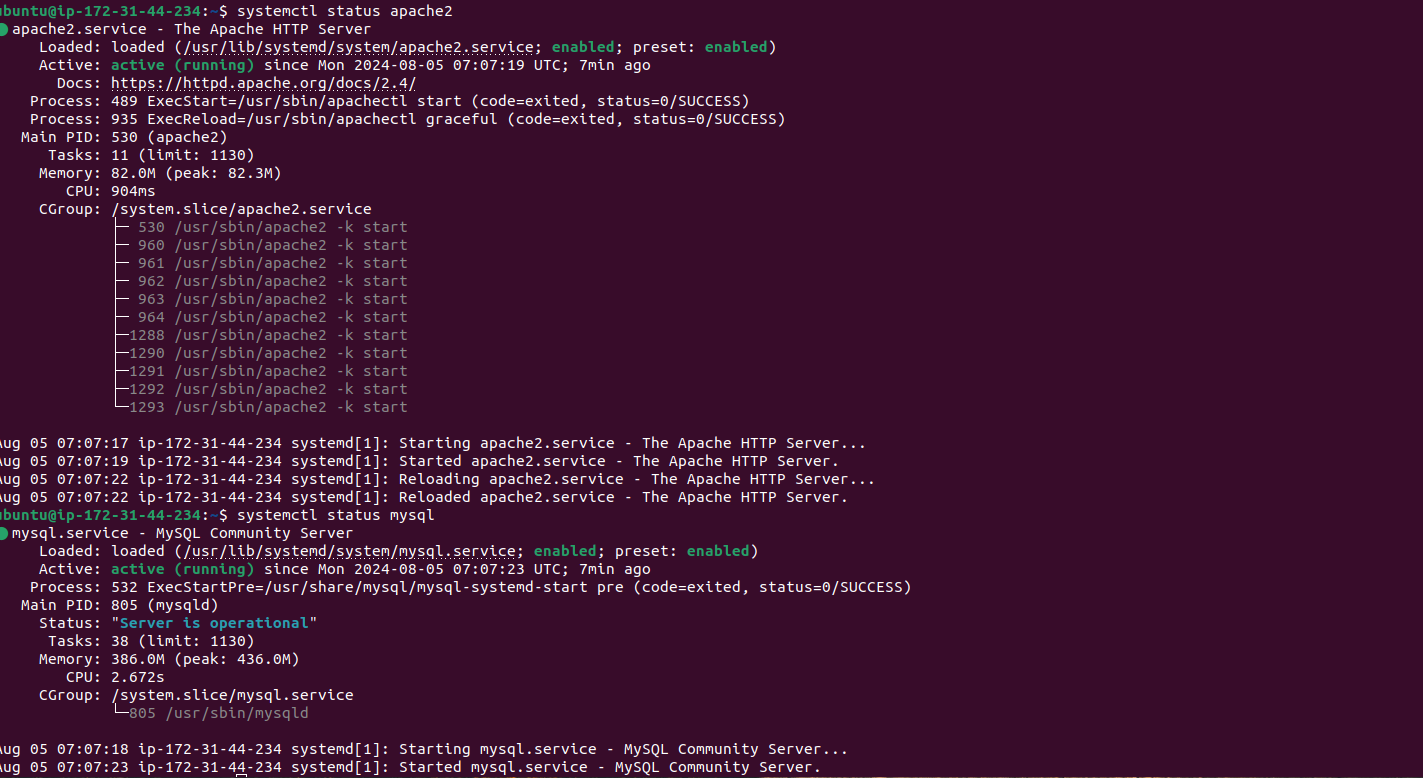 ubuntu@ip-172-31-44-234:~$ systemctl status apache2
● apache2.service - The Apache HTTP Server
Loaded: loaded (/usr/lib/systemd/system/apache2.service; enabled; preset: enabled)
Active: active (running) since Mon 2024-08-05 07:07:19 UTC; 7min ago
Docs: https://httpd.apache.org/docs/2.4/
Process: 489 ExecStart=/usr/sbin/apachectl start (code=exited, status=0/SUCCESS)
Process: 935 ExecReload=/usr/sbin/apachectl graceful (code=exited, status=0/SUCCESS)
Main PID: 530 (apache2)
Tasks: 11 (limit: 1130)
Memory: 82.0M (peak: 82.3M)
CPU: 904ms
CGroup: /system.slice/apache2.service
├─ 530 /usr/sbin/apache2 -k start
├─ 960 /usr/sbin/apache2 -k start
├─ 961 /usr/sbin/apache2 -k start
├─ 962 /usr/sbin/apache2 -k start
├─ 963 /usr/sbin/apache2 -k start
├─ 964 /usr/sbin/apache2 -k start
├─1288 /usr/sbin/apache2 -k start
├─1290 /usr/sbin/apache2 -k start
├─1291 /usr/sbin/apache2 -k start
├─1292 /usr/sbin/apache2 -k start
└─1293 /usr/sbin/apache2 -k start
Aug 05 07:07:17 ip-172-31-44-234 systemd[1]: Starting apache2.service - The Apache HTTP Server...
Aug 05 07:07:19 ip-172-31-44-234 systemd[1]: Started apache2.service - The Apache HTTP Server.
Aug 05 07:07:22 ip-172-31-44-234 systemd[1]: Reloading apache2.service - The Apache HTTP Server...
Aug 05 07:07:22 ip-172-31-44-234 systemd[1]: Reloaded apache2.service - The Apache HTTP Server.
ubuntu@ip-172-31-44-234:~$ systemctl status mysql
● mysql.service - MySQL Community Server
Loaded: loaded (/usr/lib/systemd/system/mysql.service; enabled; preset: enabled)
Active: active (running) since Mon 2024-08-05 07:07:23 UTC; 7min ago
Process: 532 ExecStartPre=/usr/share/mysql/mysql-systemd-start pre (code=exited, status=0/SUCCESS)
Main PID: 805 (mysqld)
Status: "Server is operational"
Tasks: 38 (limit: 1130)
Memory: 386.0M (peak: 436.0M)
CPU: 2.672s
CGroup: /system.slice/mysql.service
└─805 /usr/sbin/mysqld
Aug 05 07:07:18 ip-172-31-44-234 systemd[1]: Starting mysql.service - MySQL Community Server...
Aug 05 07:07:23 ip-172-31-44-234 systemd[1]: Started mysql.service - MySQL Community Server.